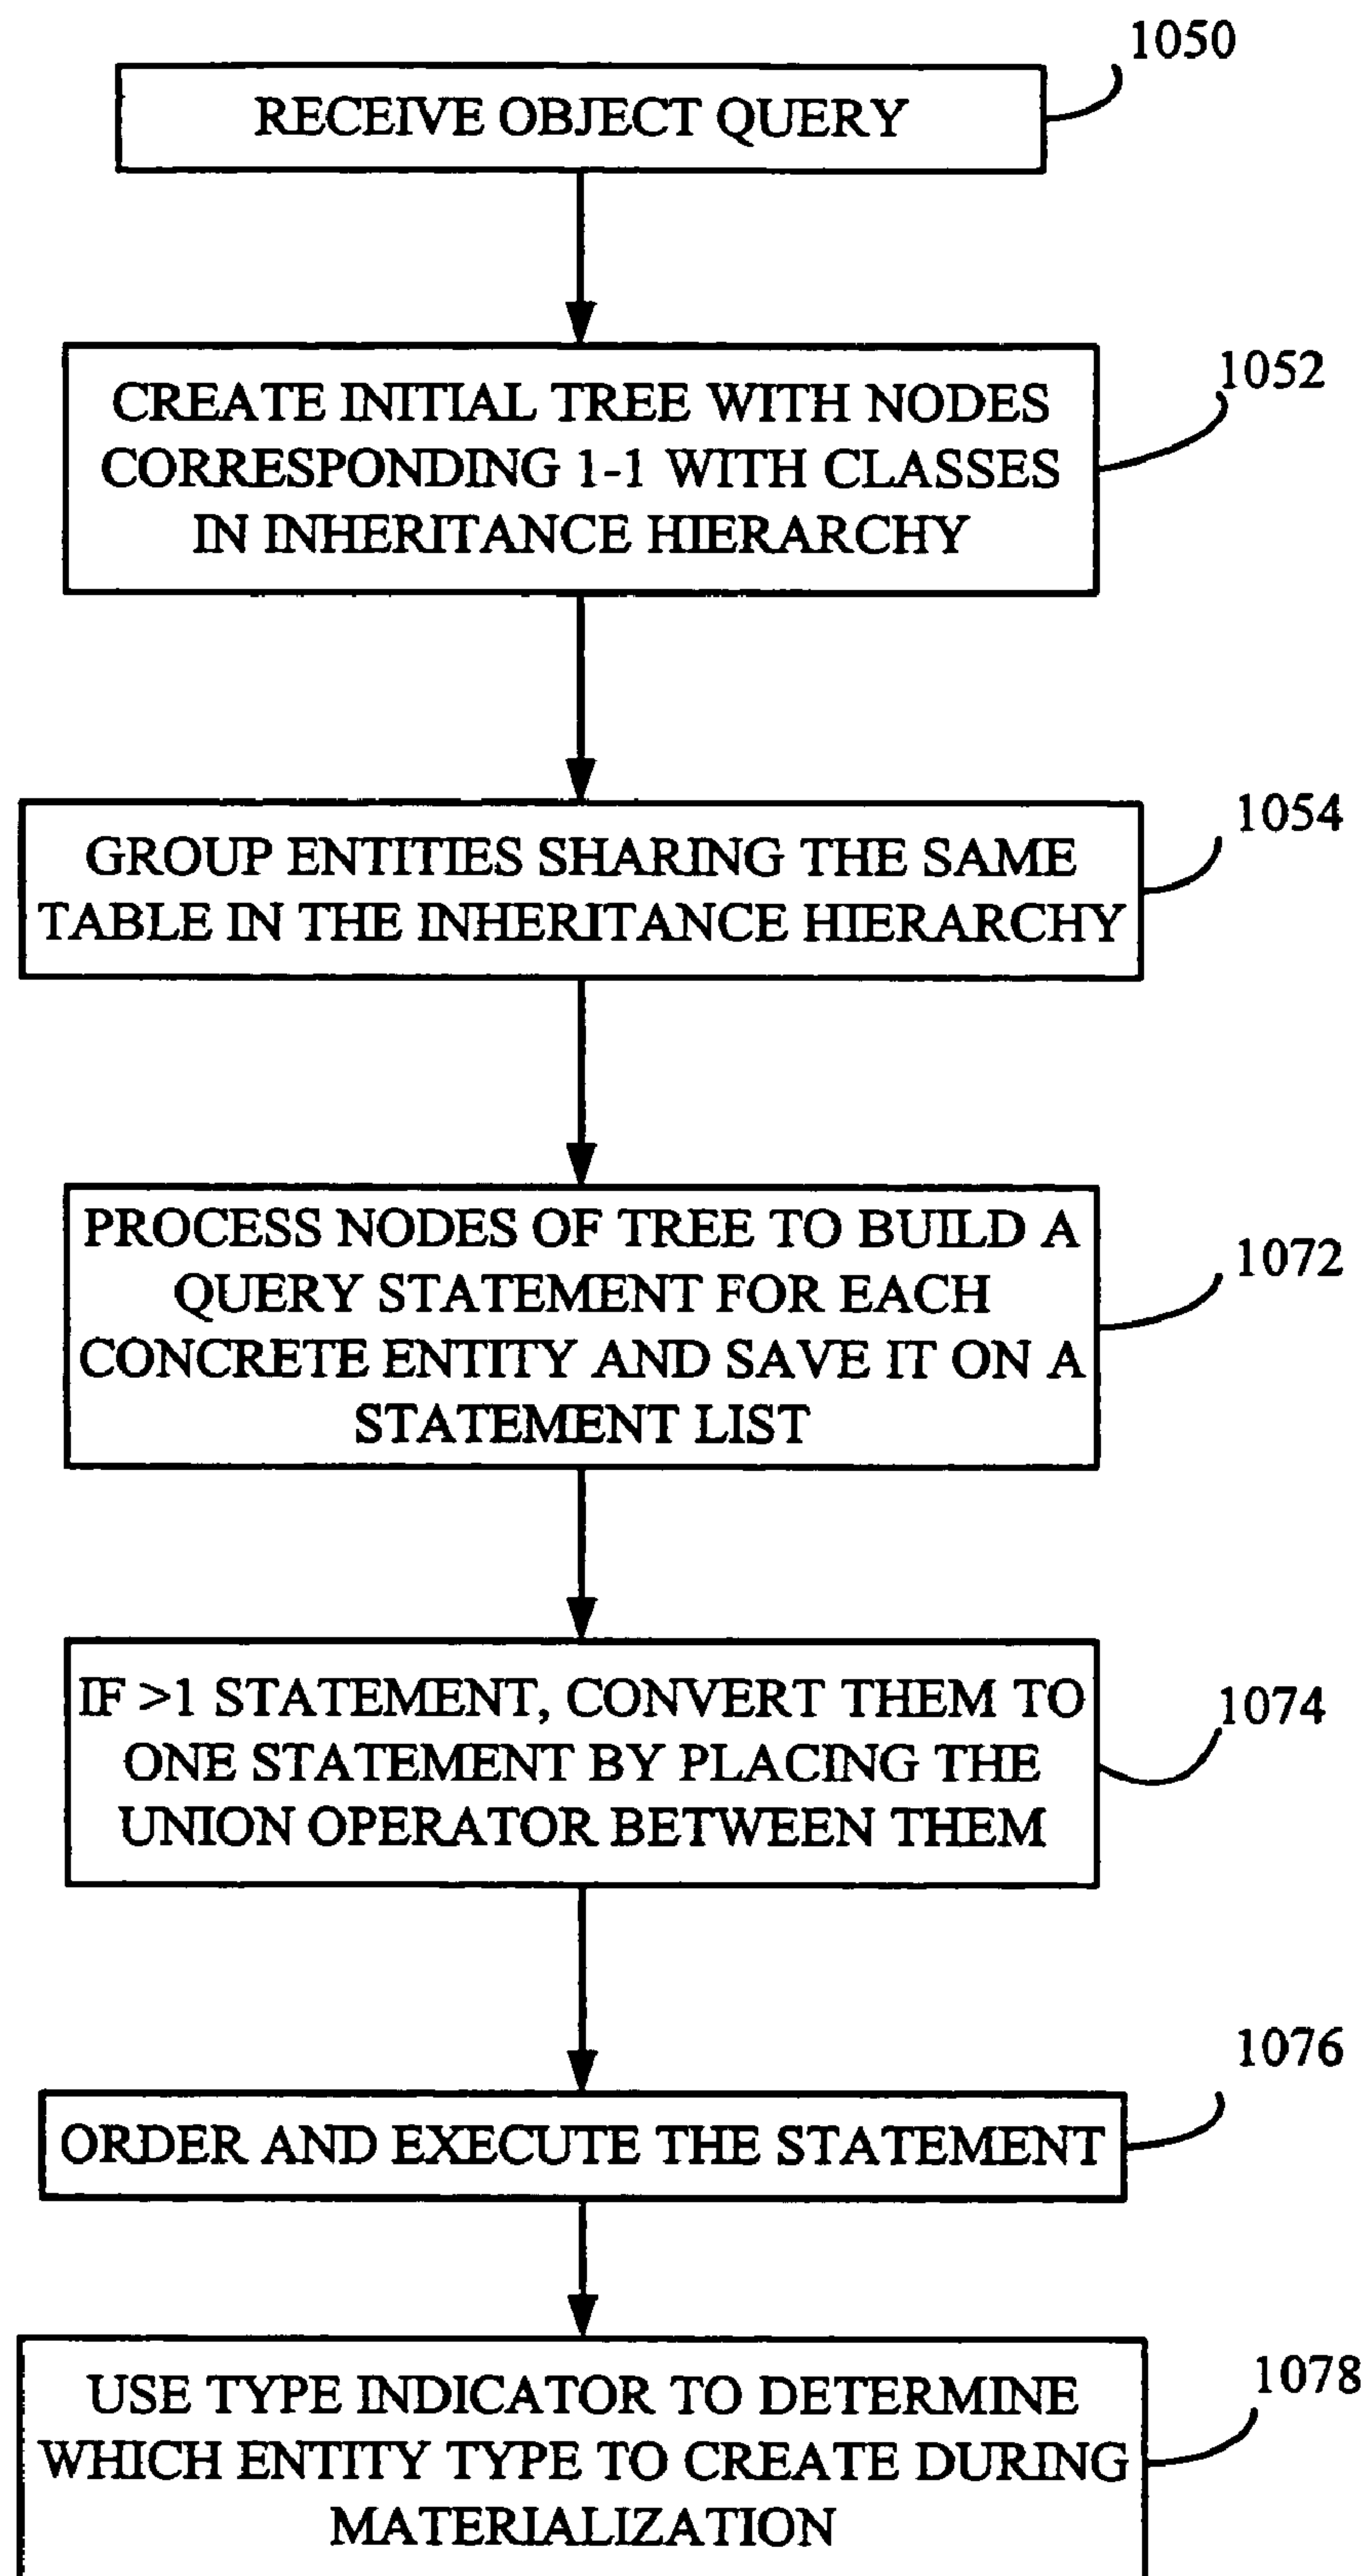 1050
RECEIVE OBJECT QUERY
1052
CREATE INITIAL TREE WITH NODES
CORRESPONDING 1-1 WITH CLASSES
IN INHERITANCE HIERARCHY
1054
GROUP ENTITIES SHARING THE SAME
TABLE IN THE INHERITANCE HIERARCHY
1072
PROCESS NODES OF TREE TO BUILD A
QUERY STATEMENT FOR EACH
CONCRETE ENTITY AND SAVE IT ON A
STATEMENT LIST
1074
IF >1 STATEMENT, CONVERT THEM TO
ONE STATEMENT BY PLACING THE
UNION OPERATOR BETWEEN THEM
1076
ORDER AND EXECUTE THE STATEMENT
1078
USE TYPE INDICATOR TO DETERMINE
WHICH ENTITY TYPE TO CREATE DURING
MATERIALIZATION